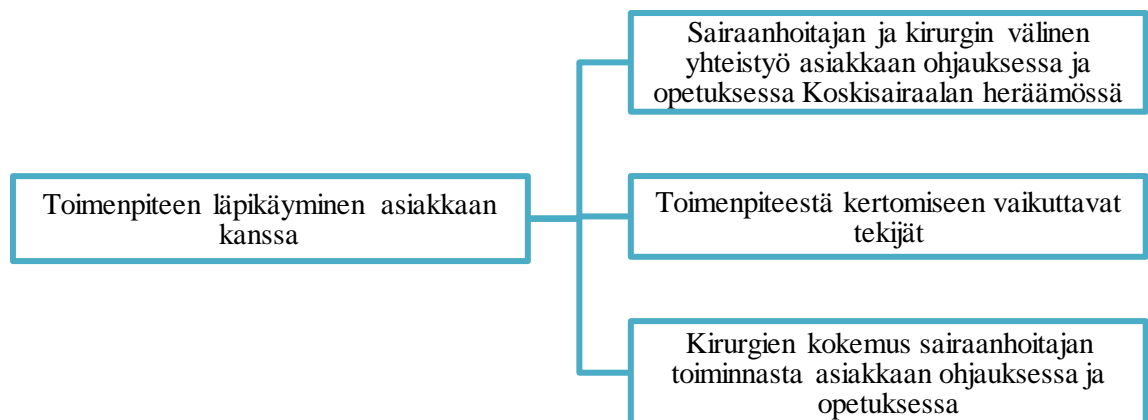 Sairaanhoitajan ja kirurgin välinen
yhteistyö asiakkaan ohjauksessa ja
opetuksessa Koskisairaalan heräämössä
Toimenpiteen läpikäyminen asiakkaan
kanssa
Toimenpiteestä kertomiseen vaikuttavat
tekijät
Kirurgien kokemus sairaanhoitajan
toiminnasta asiakkaan ohjauksessa ja
opetuksessa